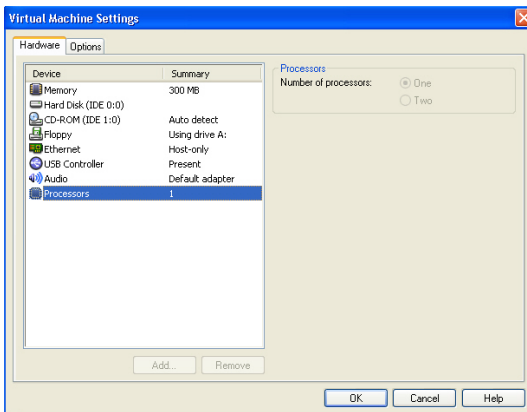 Virtual Machine Settings
Hardware Options
Device Summary
Memory 300 MB
Hard Disk (IDE 0:0)
CD-ROM (IDE 1:0) Auto detect
Floppy Using drive A:
Ethernet Host-only
USB Controller Present
Audio Default adapter
Processors 1
Add... Remove
Processors
Number of processors: One
Two
OK Cancel Help